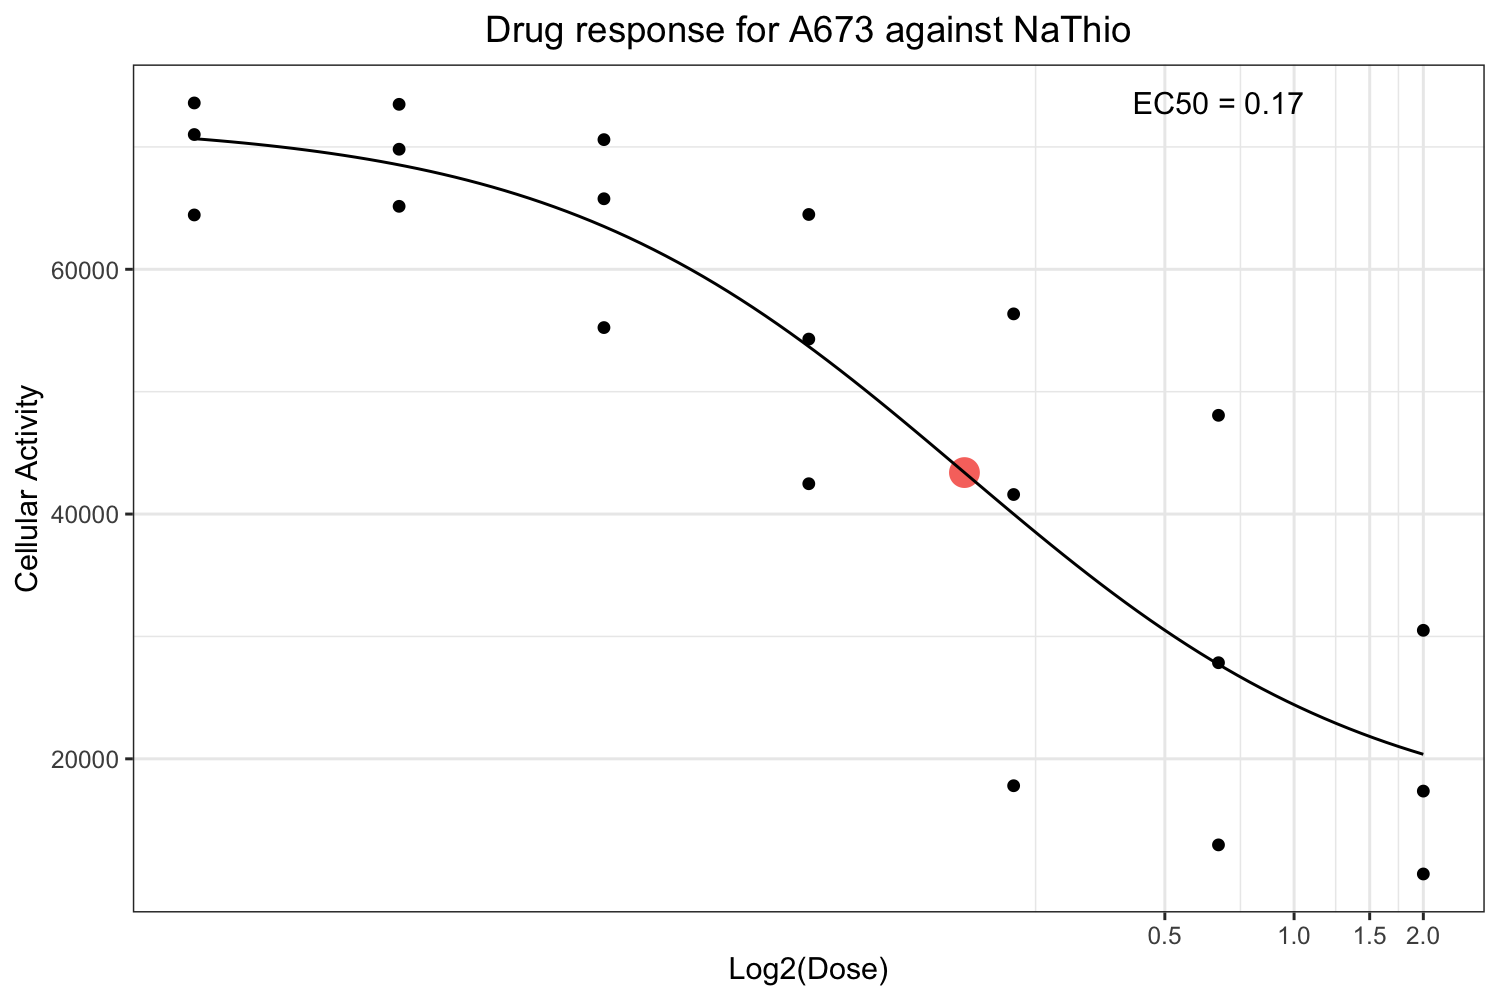 Drug response for A673 against NaThio
EC50 = 0.17
60000
40000
20000
Cellular Activity
0.5 1.0 1.5 2.0
Log2(Dose)